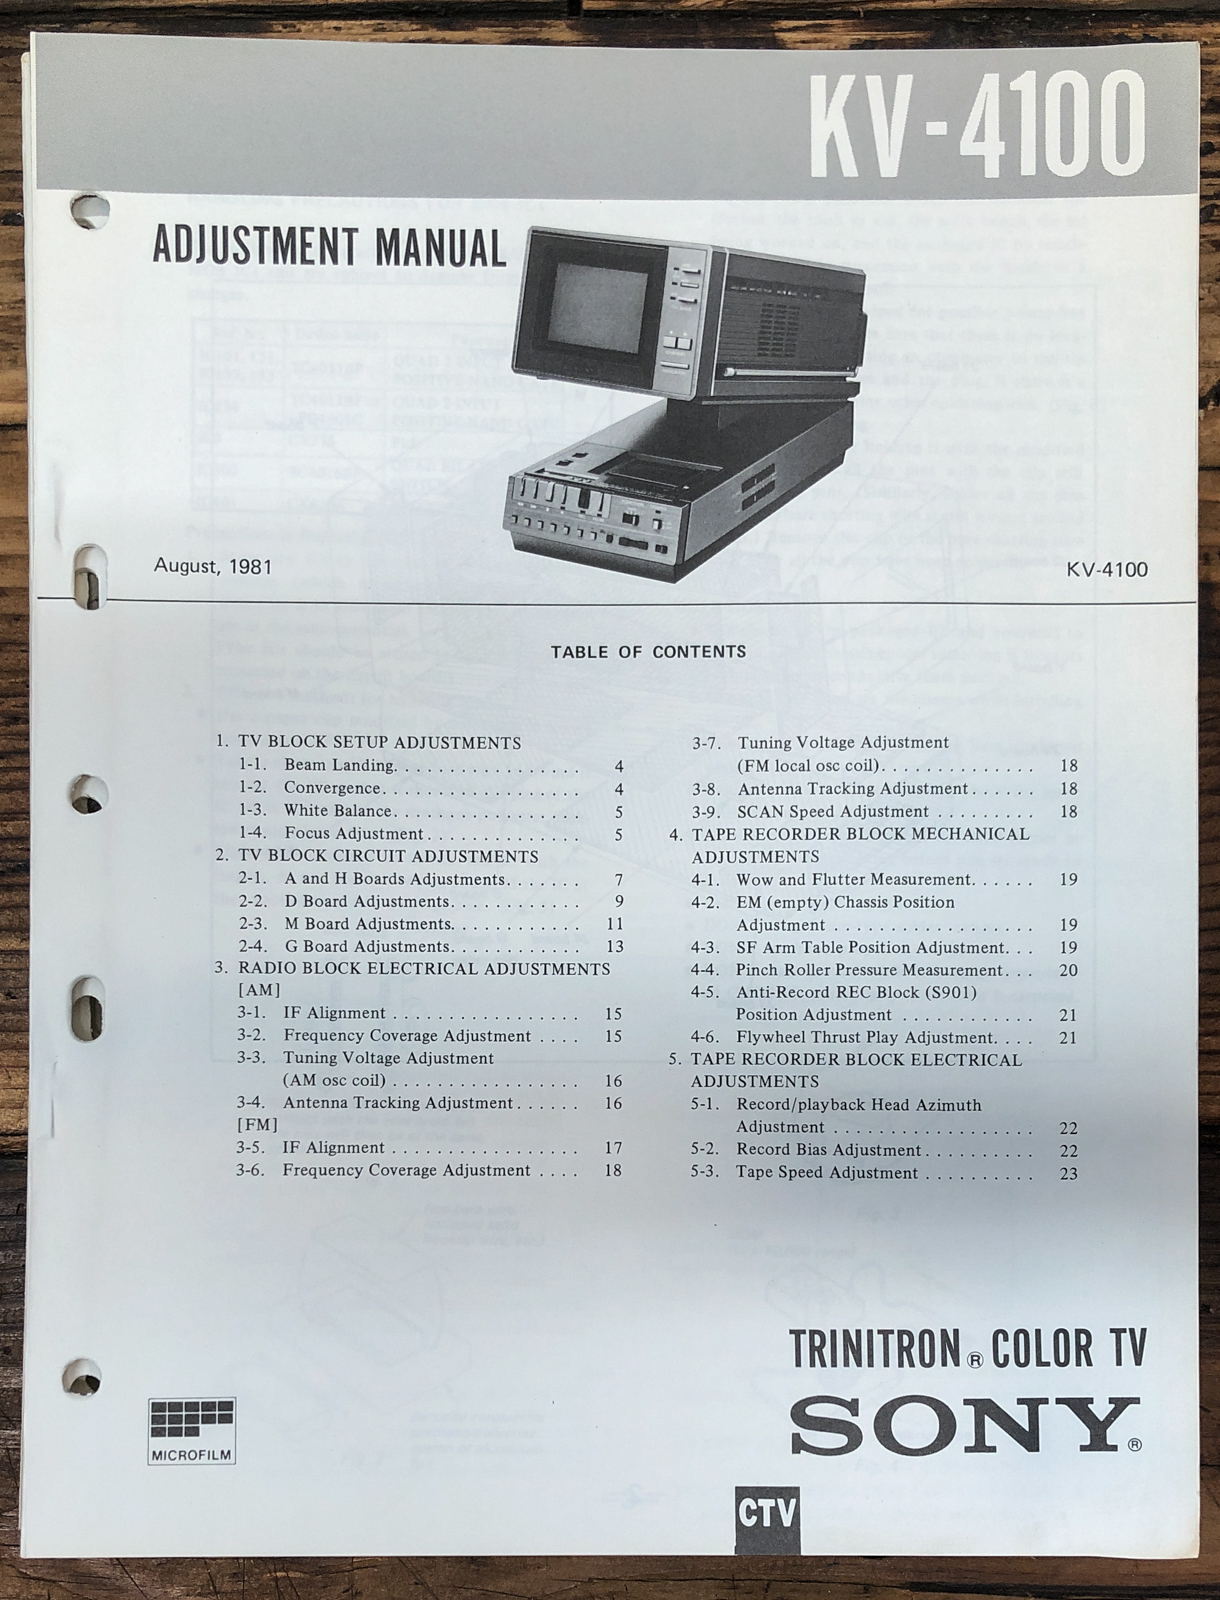 KV-4100
ADJUSTMENT MANUAL
August, 1981
KV-4100
TABLE OF CONTENTS
1. TV BLOCK SETUP ADJUSTMENTS
1-1. Beam Landing. . . . . . . . . . . . . . . . . 4
1-2. Convergence. . . . . . . . . . . . . . . . . . 4
1-3. White Balance. . . . . . . . . . . . . . . . . 5
1-4. Focus Adjustment. . . . . . . . . . . . . . 5
2. TV BLOCK CIRCUIT ADJUSTMENTS
2-1. A and H Boards Adjustments. . . . . . . 7
2-2. D Board Adjustments. . . . . . . . . . . . 9
2-3. M Board Adjustments. . . . . . . . . . . . 11
2-4. G Board Adjustments. . . . . . . . . . . . 13
3. RADIO BLOCK ELECTRICAL ADJUSTMENTS
[AM]
3-1. IF Alignment . . . . . . . . . . . . . . . . . 15
3-2. Frequency Coverage Adjustment . . . . 15
3-3. Tuning Voltage Adjustment
(AM osc coil) . . . . . . . . . . . . . . . . . 16
3-4. Antenna Tracking Adjustment. . . . . . 16
[FM]
3-5. IF Alignment . . . . . . . . . . . . . . . . . 17
3-6. Frequency Coverage Adjustment . . . . 18
3-7. Tuning Voltage Adjustment
(FM local osc coil). . . . . . . . . . . . . . 18
3-8. Antenna Tracking Adjustment. . . . . . 18
3-9. SCAN Speed Adjustment . . . . . . . . . 18
4. TAPE RECORDER BLOCK MECHANICAL
ADJUSTMENTS
4-1. Wow and Flutter Measurement. . . . . . 19
4-2. EM (empty) Chassis Position
Adjustment . . . . . . . . . . . . . . . . . . 19
4-3. SF Arm Table Position Adjustment. . . 19
4-4. Pinch Roller Pressure Measurement. . . 20
4-5. Anti-Record REC Block (S901)
Position Adjustment . . . . . . . . . . . . 21
4-6. Flywheel Thrust Play Adjustment. . . . 21
5. TAPE RECORDER BLOCK ELECTRICAL
ADJUSTMENTS
5-1. Record/playback Head Azimuth
Adjustment . . . . . . . . . . . . . . . . . . 22
5-2. Record Bias Adjustment. . . . . . . . . . 22
5-3. Tape Speed Adjustment . . . . . . . . . . 23
TRINITRON® COLOR TV
SONY®
MICROFILM
CTV